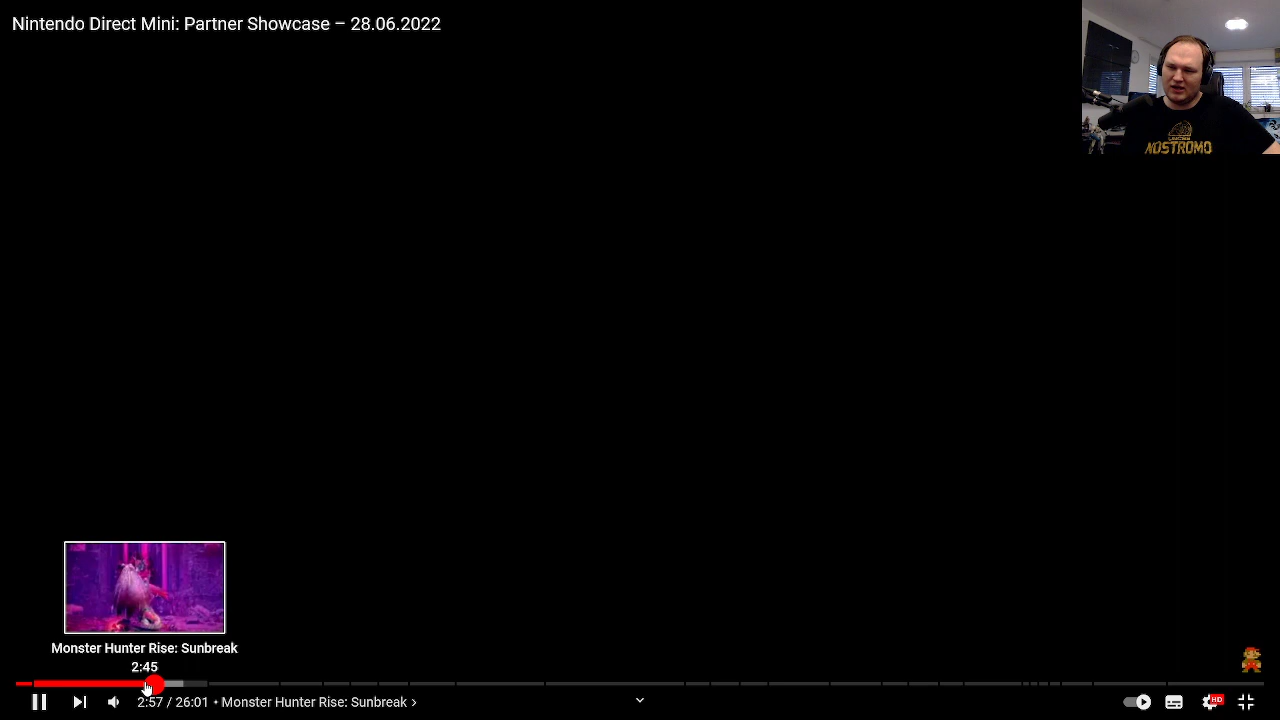 Nintendo Direct Mini: Partner Showcase – 28.06.2022
NOSTROMO
Monster Hunter Rise: Sunbreak
2:45
2:57 / 26:01 • Monster Hunter Rise: Sunbreak ›
HD